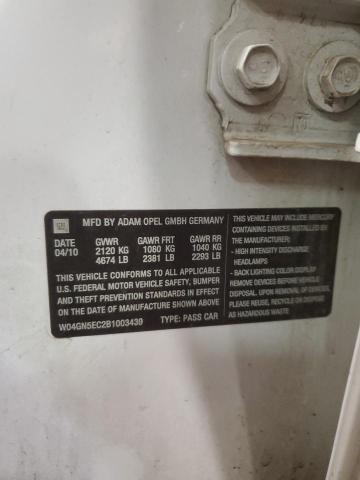 GM
MFD BY ADAM OPEL GMBH GERMANY
DATE GVWR GAWR FRT GAWR RR
04/10 2120 KG 1080 KG 1040 KG
4674 LB 2381 LB 2293 LB
THIS VEHICLE CONFORMS TO ALL APPLICABLE
U.S. FEDERAL MOTOR VEHICLE SAFETY, BUMPER
AND THEFT PREVENTION STANDARDS IN EFFECT ON
THE DATE OF MANUFACTURE SHOWN ABOVE
W04GN5EC2B1003439 TYPE: PASS CAR
THIS VEHICLE MAY INCLUDE MERCURY
CONTAINING DEVICES INSTALLED BY
THE MANUFACTURER:
- HIGH INTENSITY DISCHARGE
HEADLAMPS
- BACK LIGHTING COLOR DISPLAY
REMOVE DEVICES BEFORE VEHICLE
DISPOSAL. UPON REMOVAL OF DEVICES
PLEASE REUSE, RECYCLE OR DISPOSE
AS HAZARDOUS WASTE